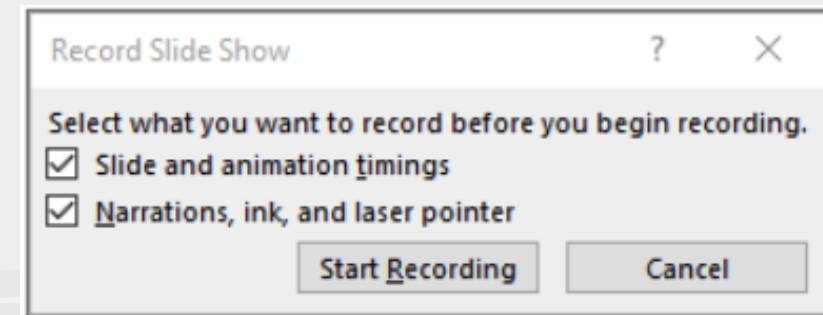 Record Slide Show ?
Select what you want to record before you begin recording.
Slide and animation timings
Narrations, ink, and laser pointer
Start Recording Cancel